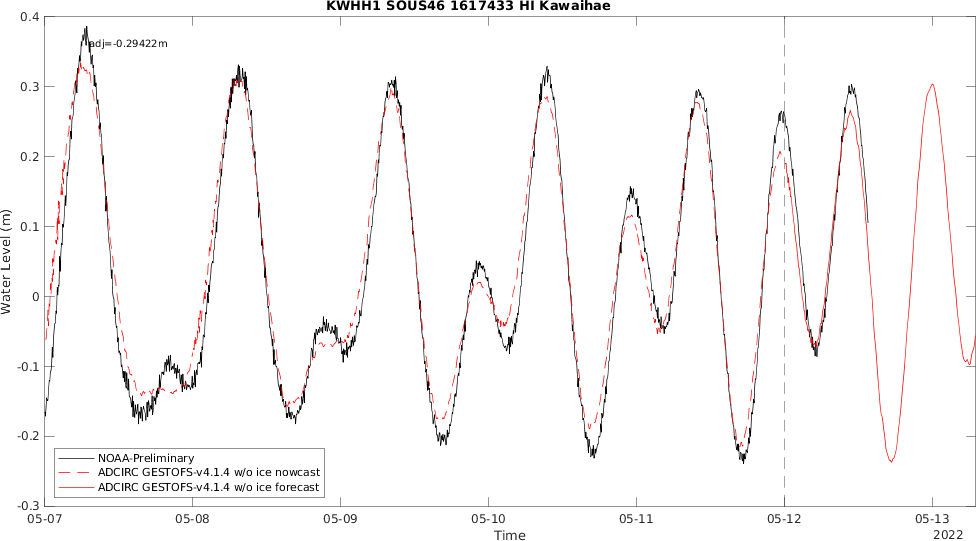 KWHH1 SOUS46 1617433 HI Kawaihae
0.4
adj=-0.29422m
0.3
0.2
0.1
0
-0.1
-0.2
-0.3
Water Level (m)
NOAA-Preliminary
ADCIRC GESTOFS-v4.1.4 w/o ice nowcast
ADCIRC GESTOFS-v4.1.4 w/o ice forecast
05-07 05-08 05-09 05-10 05-11 05-12 05-13
Time
2022